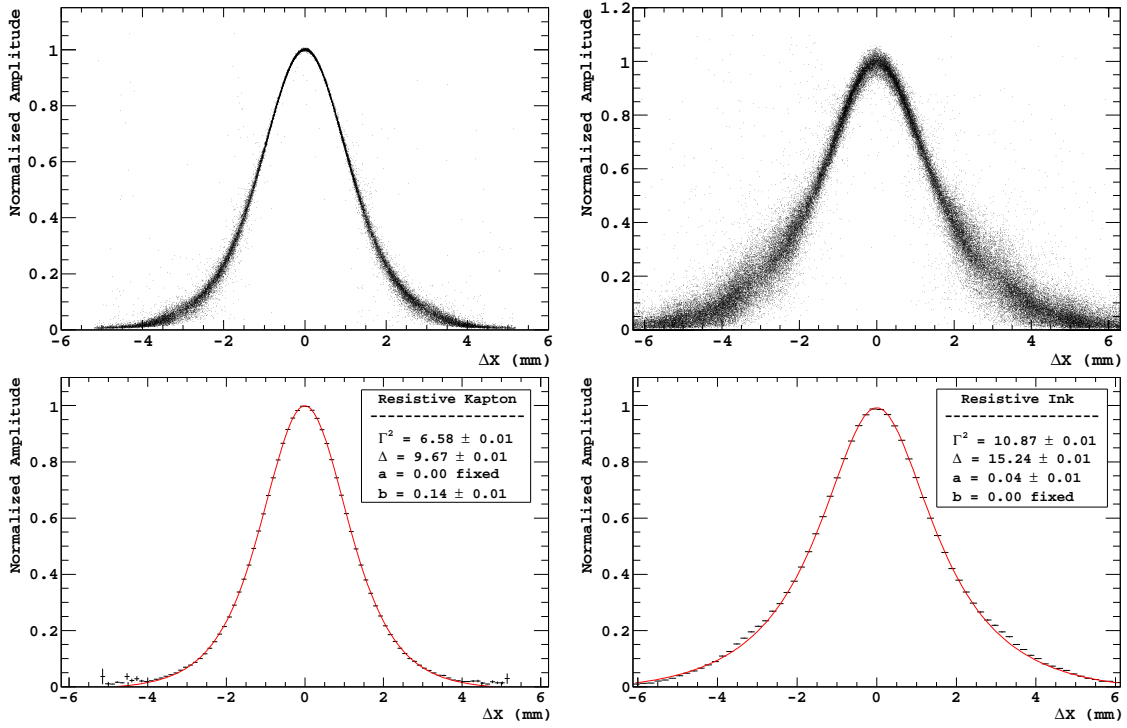 Normalized Amplitude
1
0.8
0.6
0.4
0.2
0
-6 -4 -2 0 2 4 6
ΔX (mm)
Normalized Amplitude
1.2
1
0.8
0.6
0.4
0.2
0
-6 -4 -2 0 2 4 6
ΔX (mm)
Normalized Amplitude
1
0.8
0.6
0.4
0.2
0
-6 -4 -2 0 2 4 6
ΔX (mm)
Resistive Kapton
--------------------
Γ² = 6.58 ± 0.01
Δ = 9.67 ± 0.01
a = 0.00 fixed
b = 0.14 ± 0.01
Normalized Amplitude
1
0.8
0.6
0.4
0.2
0
-6 -4 -2 0 2 4 6
ΔX (mm)
Resistive Ink
--------------------
Γ² = 10.87 ± 0.01
Δ = 15.24 ± 0.01
a = 0.04 ± 0.01
b = 0.00 fixed